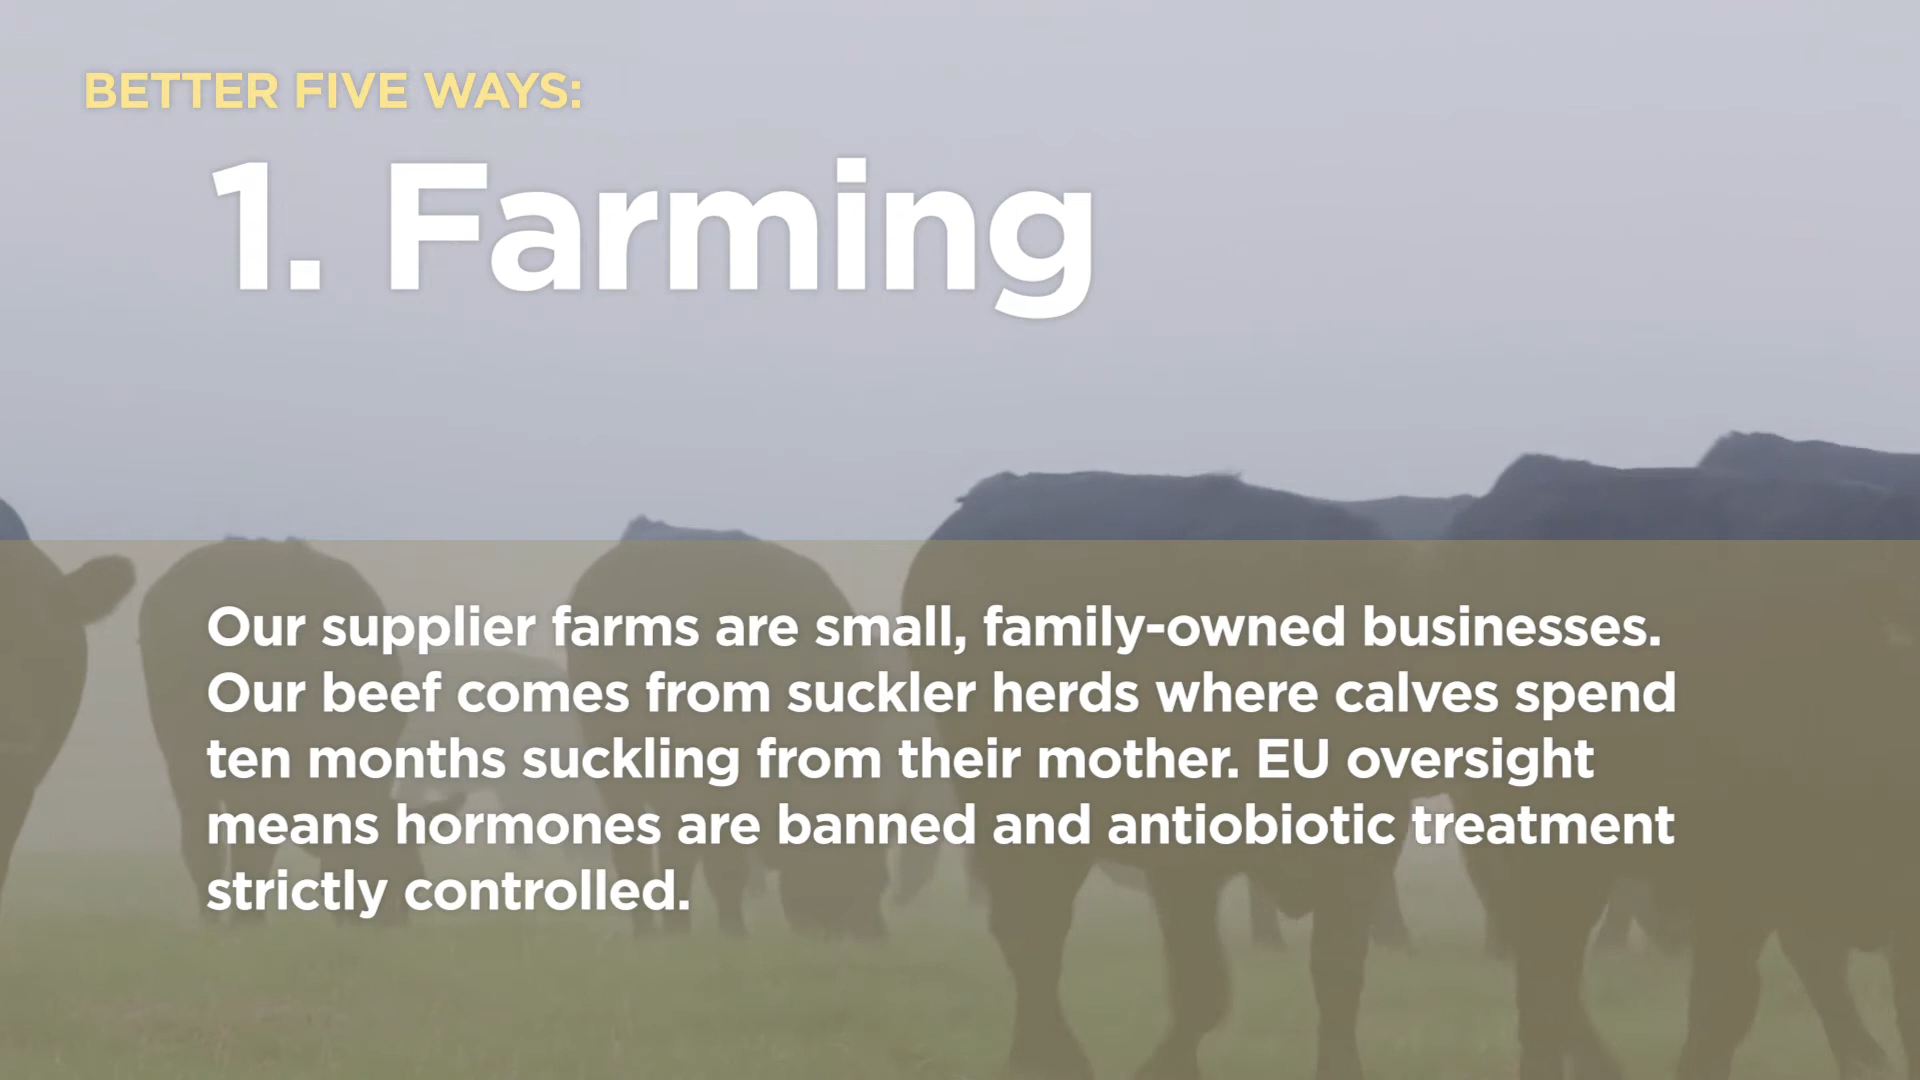 BETTER FIVE WAYS:
1. Farming
Our supplier farms are small, family-owned businesses.
Our beef comes from suckler herds where calves spend
ten months suckling from their mother. EU oversight
means hormones are banned and antiobiotic treatment
strictly controlled.